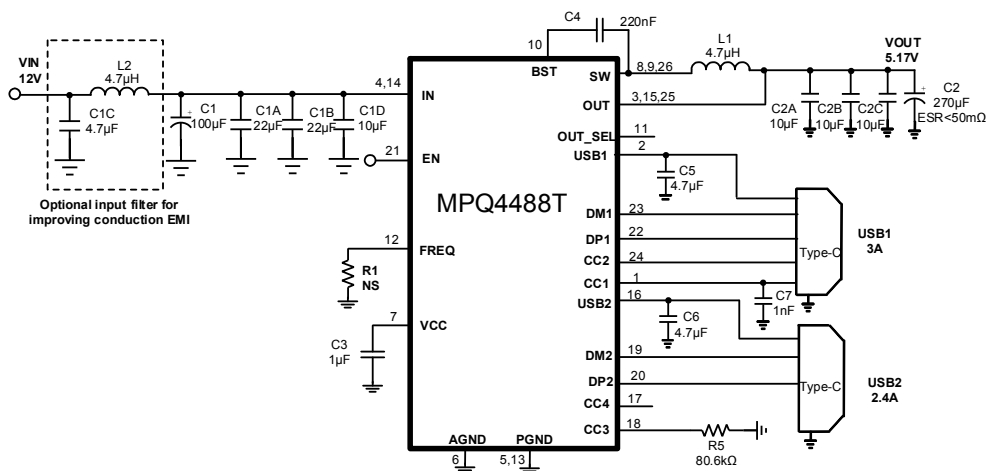 C4
220nF
10
BST
L1
4.7µH
VOUT
5.17V
VIN
12V
L2
4.7µH
SW
8,9,26
4,14
IN
OUT
3,15,25
C1C
4.7µF
C1
100µF
C1A
22µF
C1B
22µF
C1D
10µF
C2A
10µF
C2B
10µF
C2C
10µF
C2
270µF
ESR<50mΩ
OUT_SEL
11
21
EN
USB1
2
C5
4.7µF
Optional input filter for
improving conduction EMI
MPQ4488T
DM1
23
DP1
22
CC2
24
CC1
1
Type-C
USB1
3A
12
FREQ
R1
NS
C7
1nF
USB2
16
C6
4.7µF
7
VCC
C3
1µF
DM2
19
DP2
20
Type-C
USB2
2.4A
CC4
17
CC3
18
R5
80.6kΩ
AGND
PGND
6
5,13